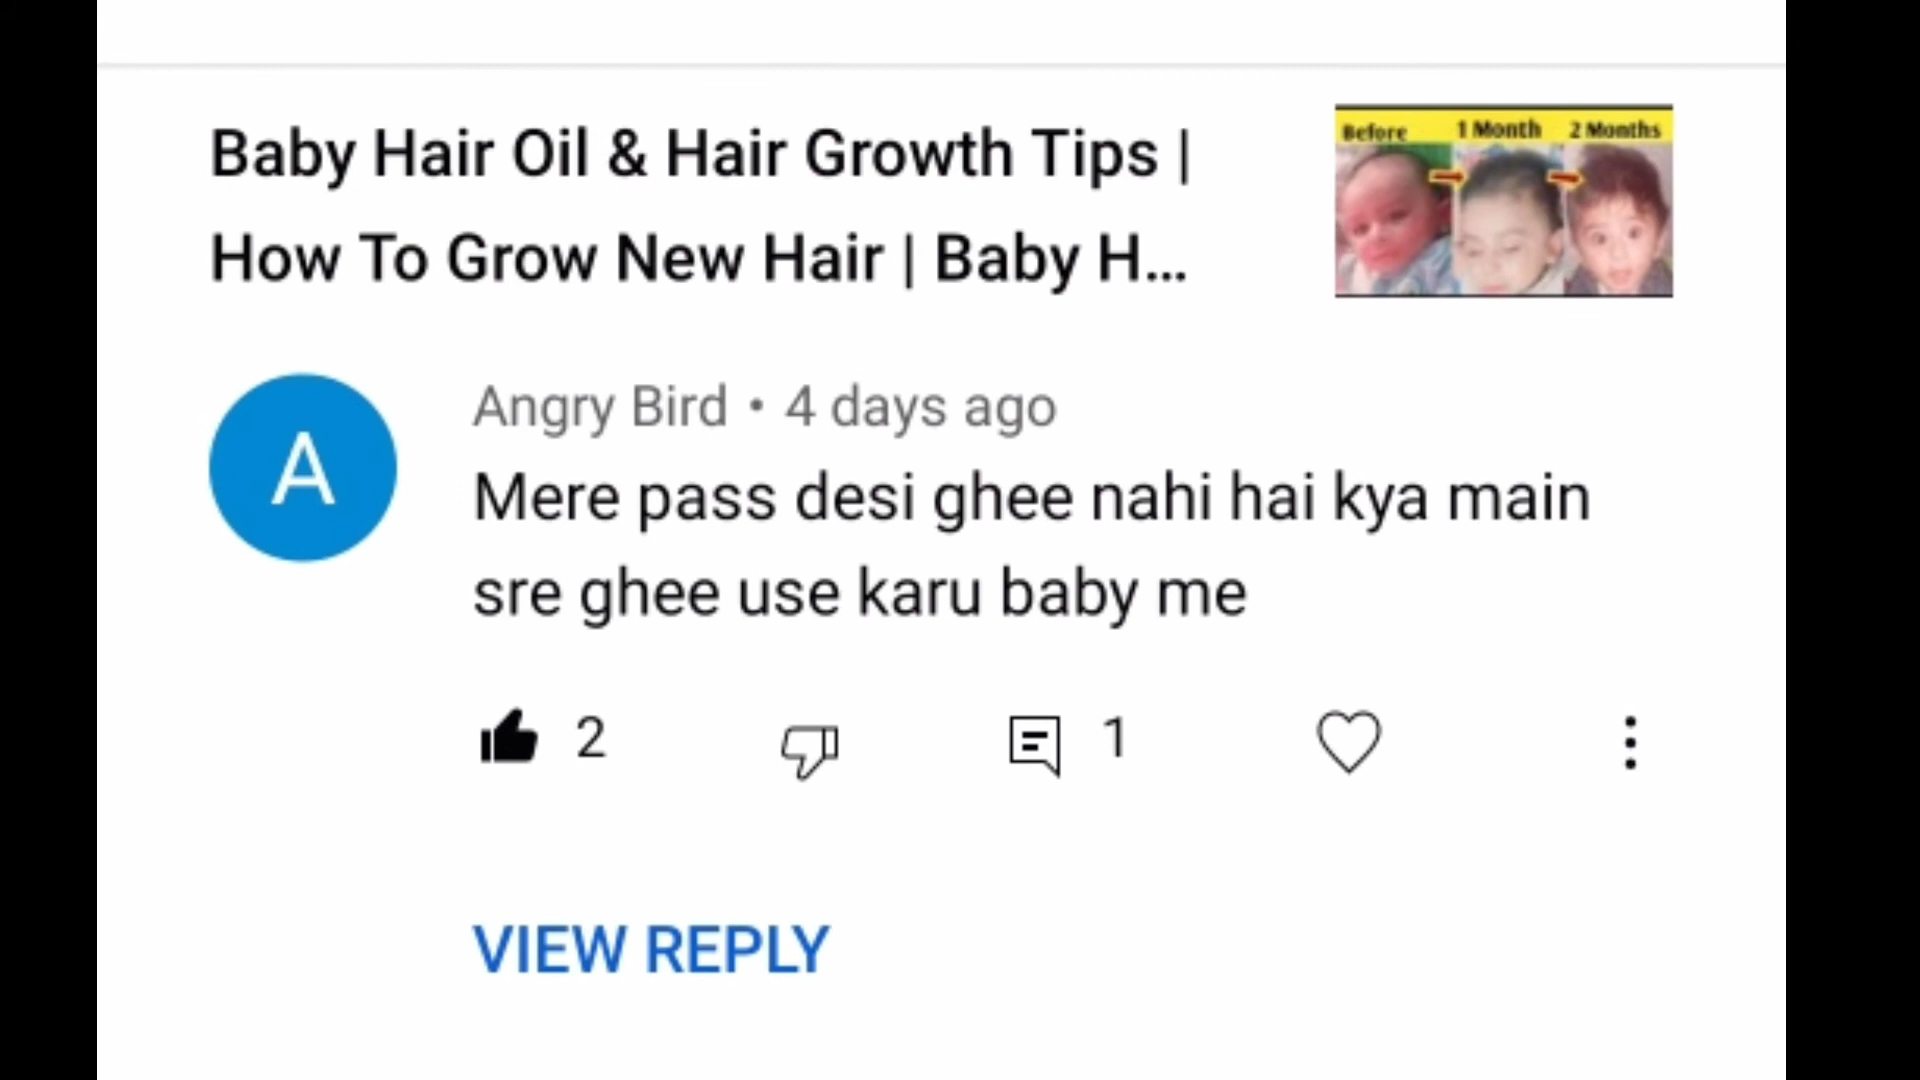 Baby Hair Oil & Hair Growth Tips |
How To Grow New Hair | Baby H...
Before 1 Month 2 Months
A
Angry Bird • 4 days ago
Mere pass desi ghee nahi hai kya main
sre ghee use karu baby me
2 1
VIEW REPLY